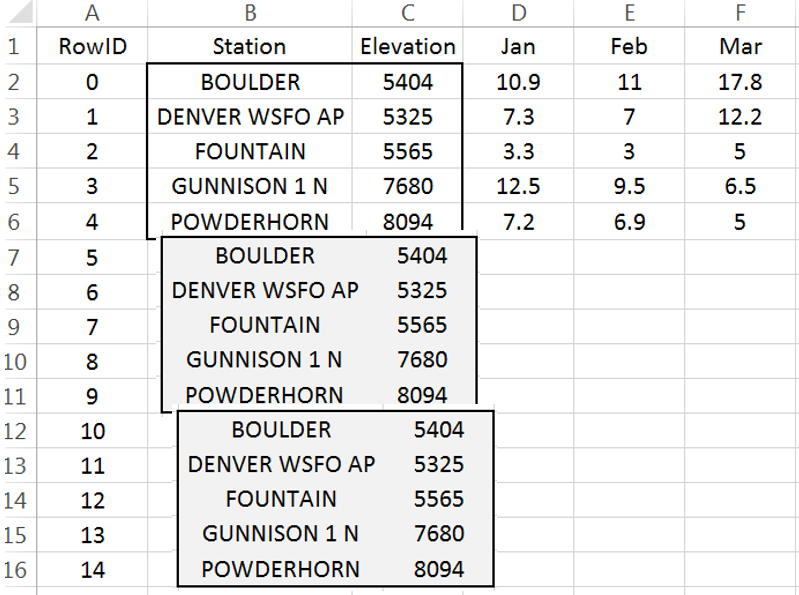 A B C D E F
1 RowID Station Elevation Jan Feb Mar
2 0 BOULDER 5404 10.9 11 17.8
3 1 DENVER WSFO AP 5325 7.3 7 12.2
4 2 FOUNTAIN 5565 3.3 3 5
5 3 GUNNISON 1 N 7680 12.5 9.5 6.5
6 4 POWDERHORN 8094 7.2 6.9 5
7 5 BOULDER 5404
8 6 DENVER WSFO AP 5325
9 7 FOUNTAIN 5565
10 8 GUNNISON 1 N 7680
11 9 POWDERHORN 8094
12 10 BOULDER 5404
13 11 DENVER WSFO AP 5325
14 12 FOUNTAIN 5565
15 13 GUNNISON 1 N 7680
16 14 POWDERHORN 8094